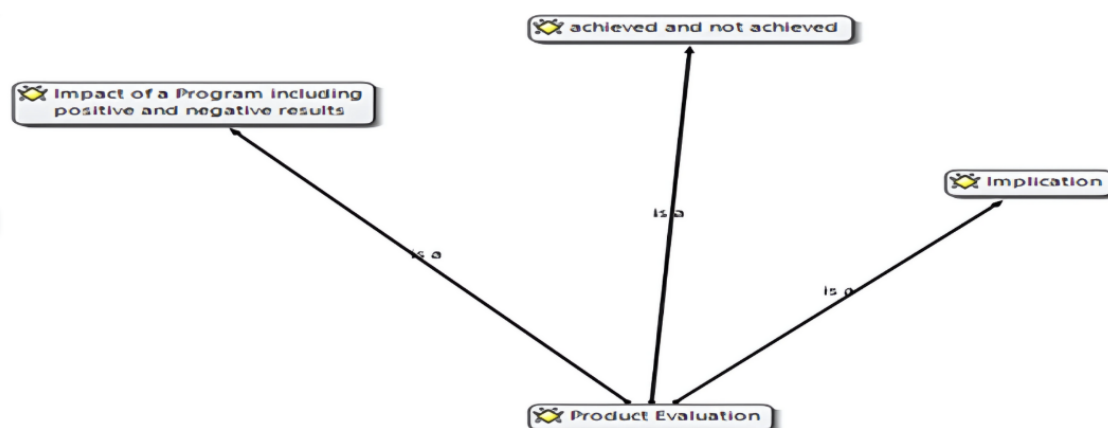 achieved and not achieved
Impact of a Program including
positive and negative results
Implication
is a
is a
is a
Product Evaluation